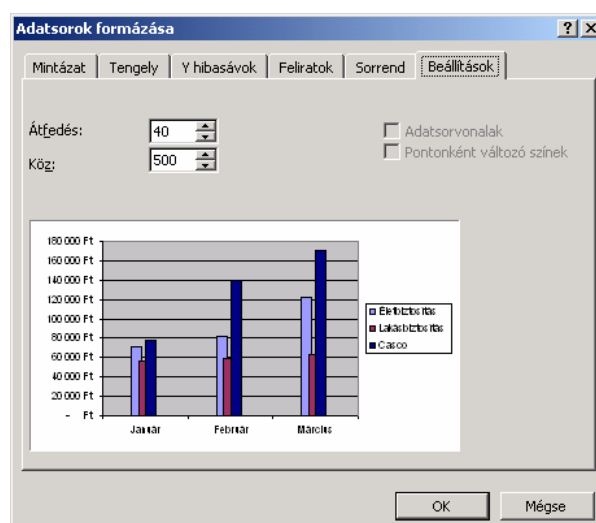 Adatsorok formázása
Mintázat Tengely Y hibasávok Feliratok Sorrend Beállítások
Átfedés: 40 Adatsorvonalak
Köz: 500 Pontonként változó színek
180 000 Ft
160 000 Ft
140 000 Ft
120 000 Ft
100 000 Ft
80 000 Ft
60 000 Ft
40 000 Ft
20 000 Ft
- Ft
Január Február Március
Életbiztosítás
Lakásbiztosítás
Casco
OK Mégse